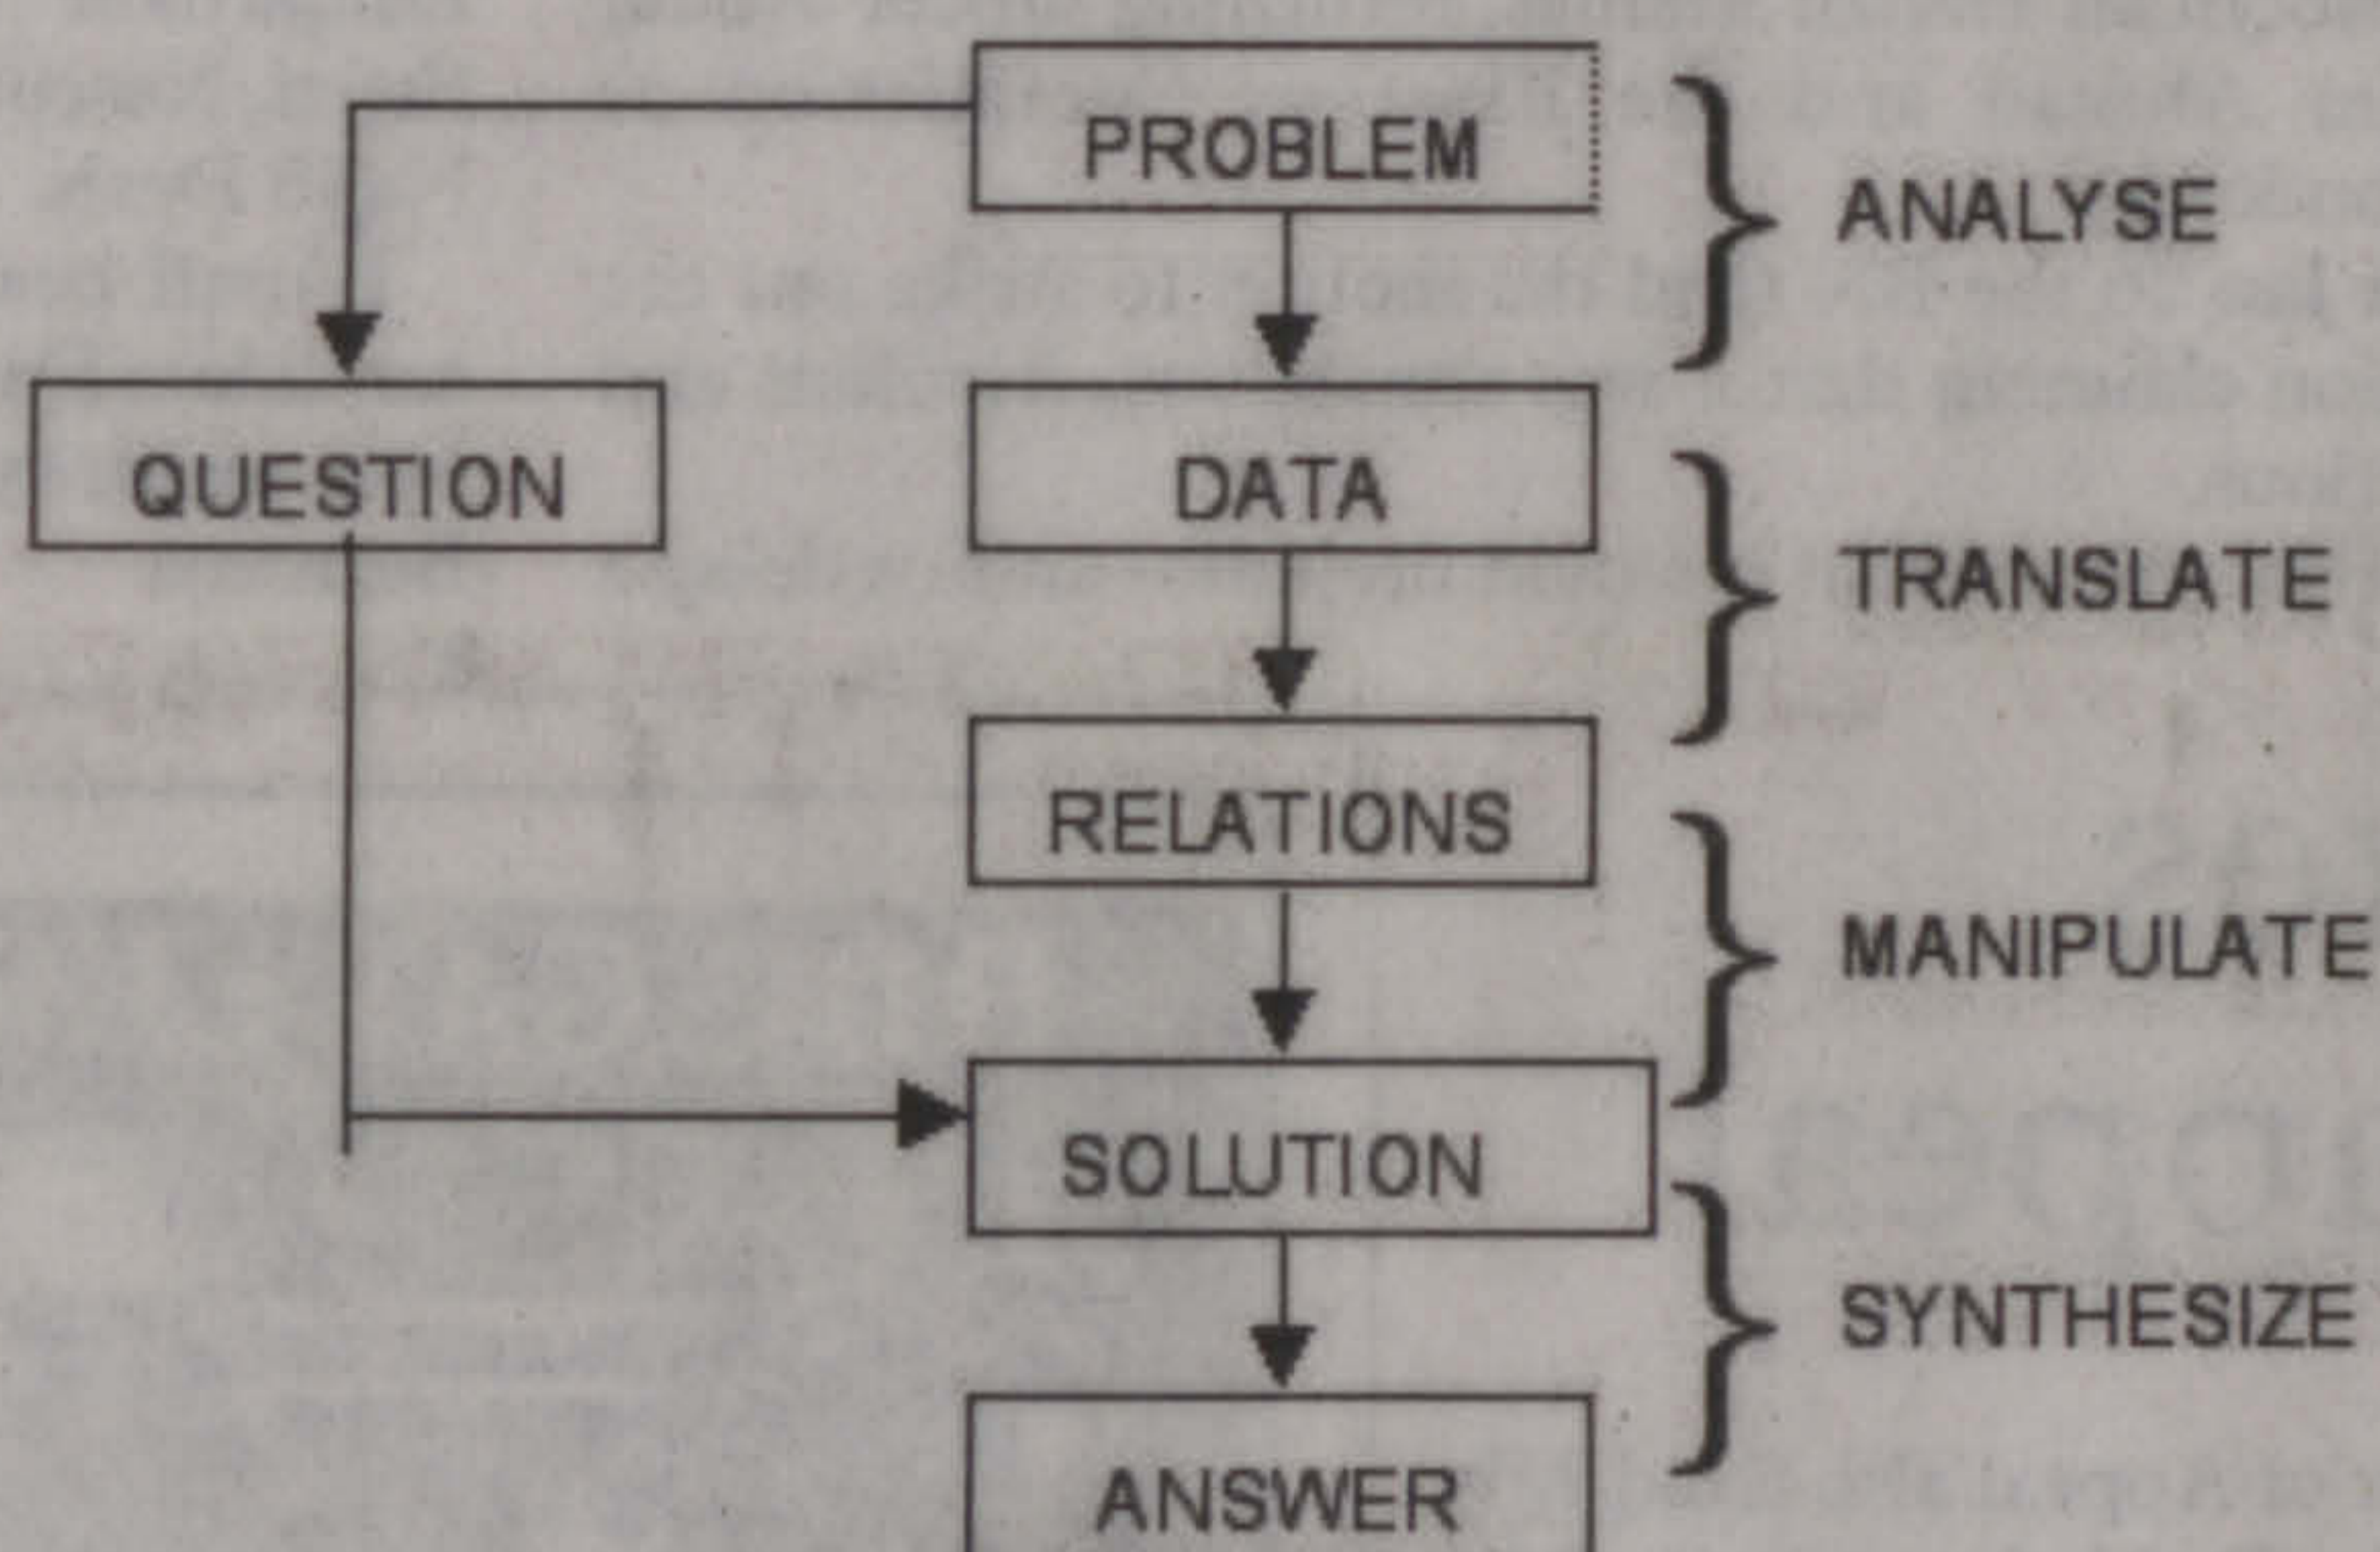 PROBLEM
ANALYSE
QUESTION
DATA
TRANSLATE
RELATIONS
MANIPULATE
SOLUTION
SYNTHESIZE
ANSWER